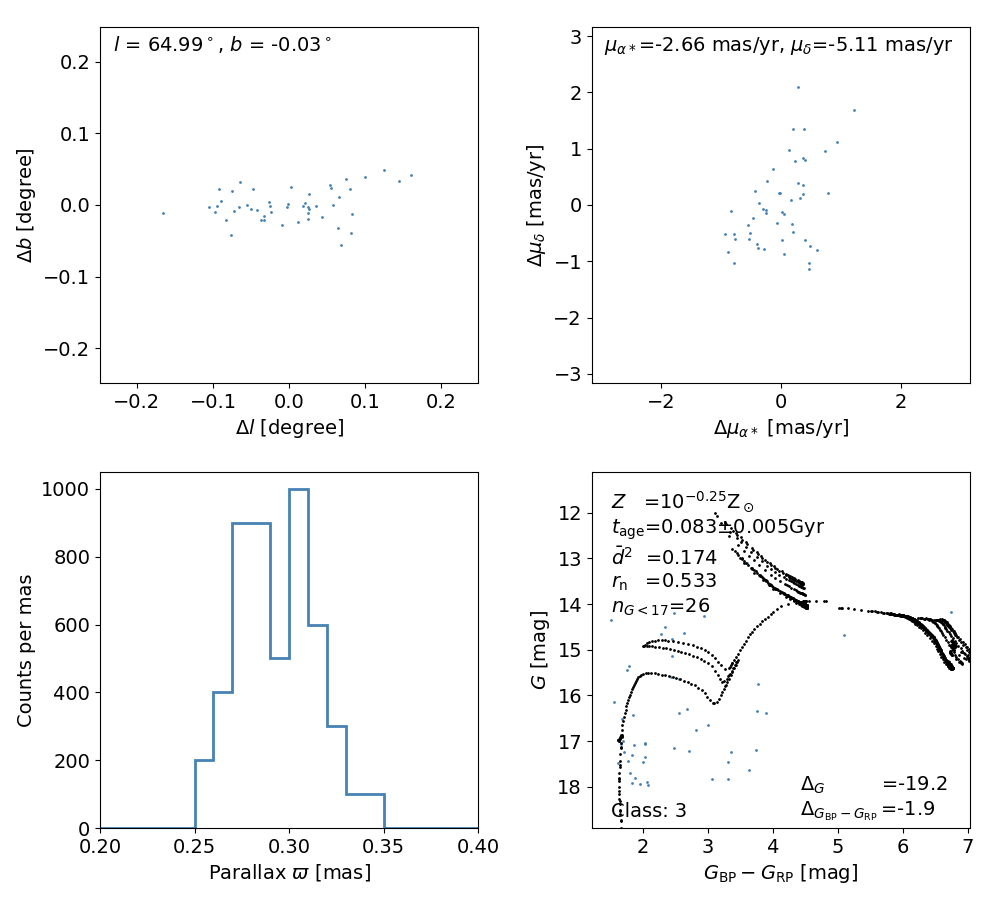 l = 64.99°, b = -0.03°
0.2
0.1
0.0
−0.1
−0.2
Δb [degree]
−0.2 −0.1 0.0 0.1 0.2
Δl [degree]
μα*=-2.66 mas/yr, μδ=-5.11 mas/yr
3
2
1
0
−1
−2
−3
Δμδ [mas/yr]
−2 0 2
Δμα* [mas/yr]
1000
800
600
400
200
0
Counts per mas
0.20 0.25 0.30 0.35 0.40
Parallax ϖ [mas]
Z =10^−0.25 Z⊙
t_age=0.083±0.005Gyr
d̄² =0.174
r_n =0.533
n_G<17=26
12
13
14
15
16
17
18
G [mag]
Δ_G =-19.2
Δ_GBP−GRP=-1.9
Class: 3
2 3 4 5 6 7
G_BP − G_RP [mag]